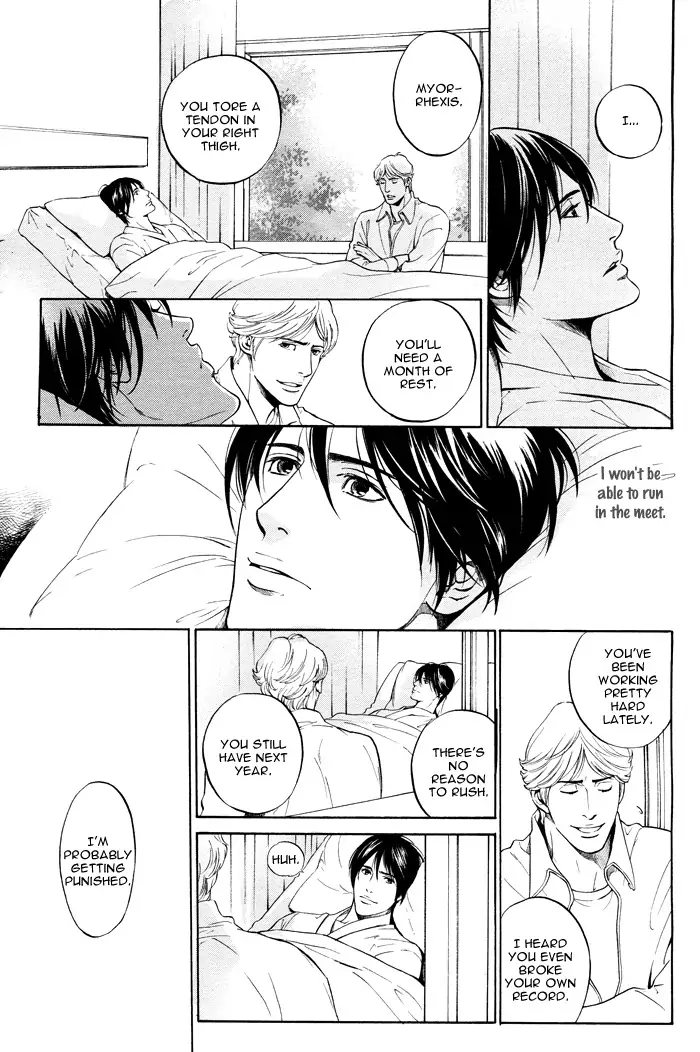 I...
MYOR-
RHEXIS.
YOU TORE A
TENDON IN
YOUR RIGHT
THIGH.
YOU'LL
NEED A
MONTH OF
REST.
I won't be
able to run
in the meet.
YOU'VE
BEEN
WORKING
PRETTY
HARD
LATELY.
I HEARD
YOU EVEN
BROKE
YOUR OWN
RECORD.
THERE'S
NO
REASON
TO RUSH.
YOU STILL
HAVE NEXT
YEAR.
HUH.
I'M
PROBABLY
GETTING
PUNISHED.